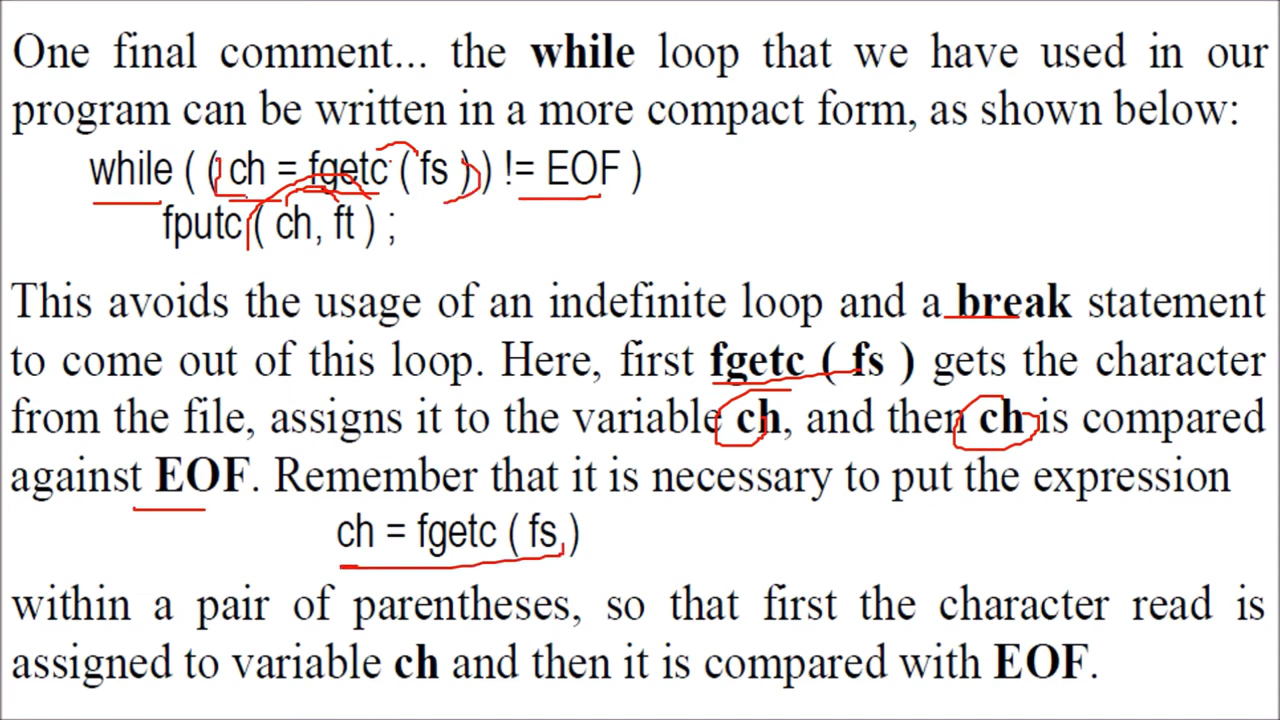 One final comment... the while loop that we have used in our
program can be written in a more compact form, as shown below:
while ( ( ch = fgetc ( fs ) ) != EOF )
fputc ( ch, ft ) ;
This avoids the usage of an indefinite loop and a break statement
to come out of this loop. Here, first fgetc ( fs ) gets the character
from the file, assigns it to the variable ch, and then ch is compared
against EOF. Remember that it is necessary to put the expression
ch = fgetc ( fs )
within a pair of parentheses, so that first the character read is
assigned to variable ch and then it is compared with EOF.